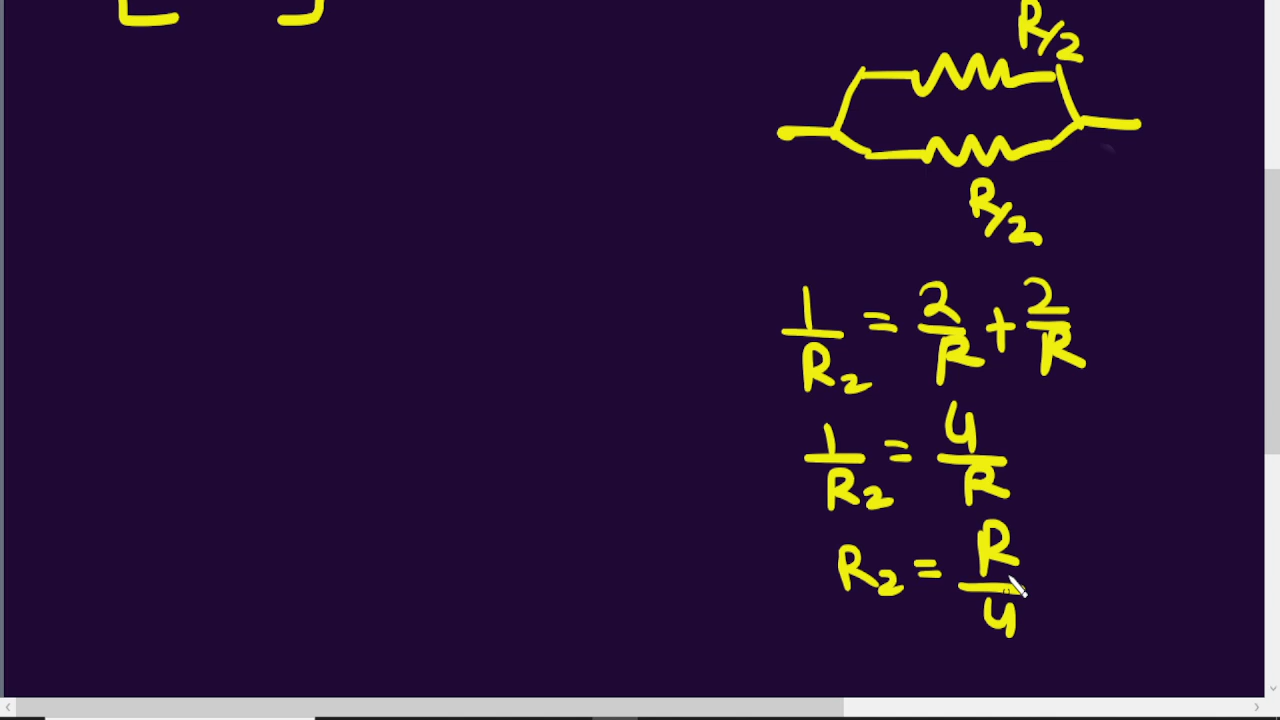 R/2
R/2
1/R2 = 2/R + 2/R
1/R2 = 4/R
R2 = R/4